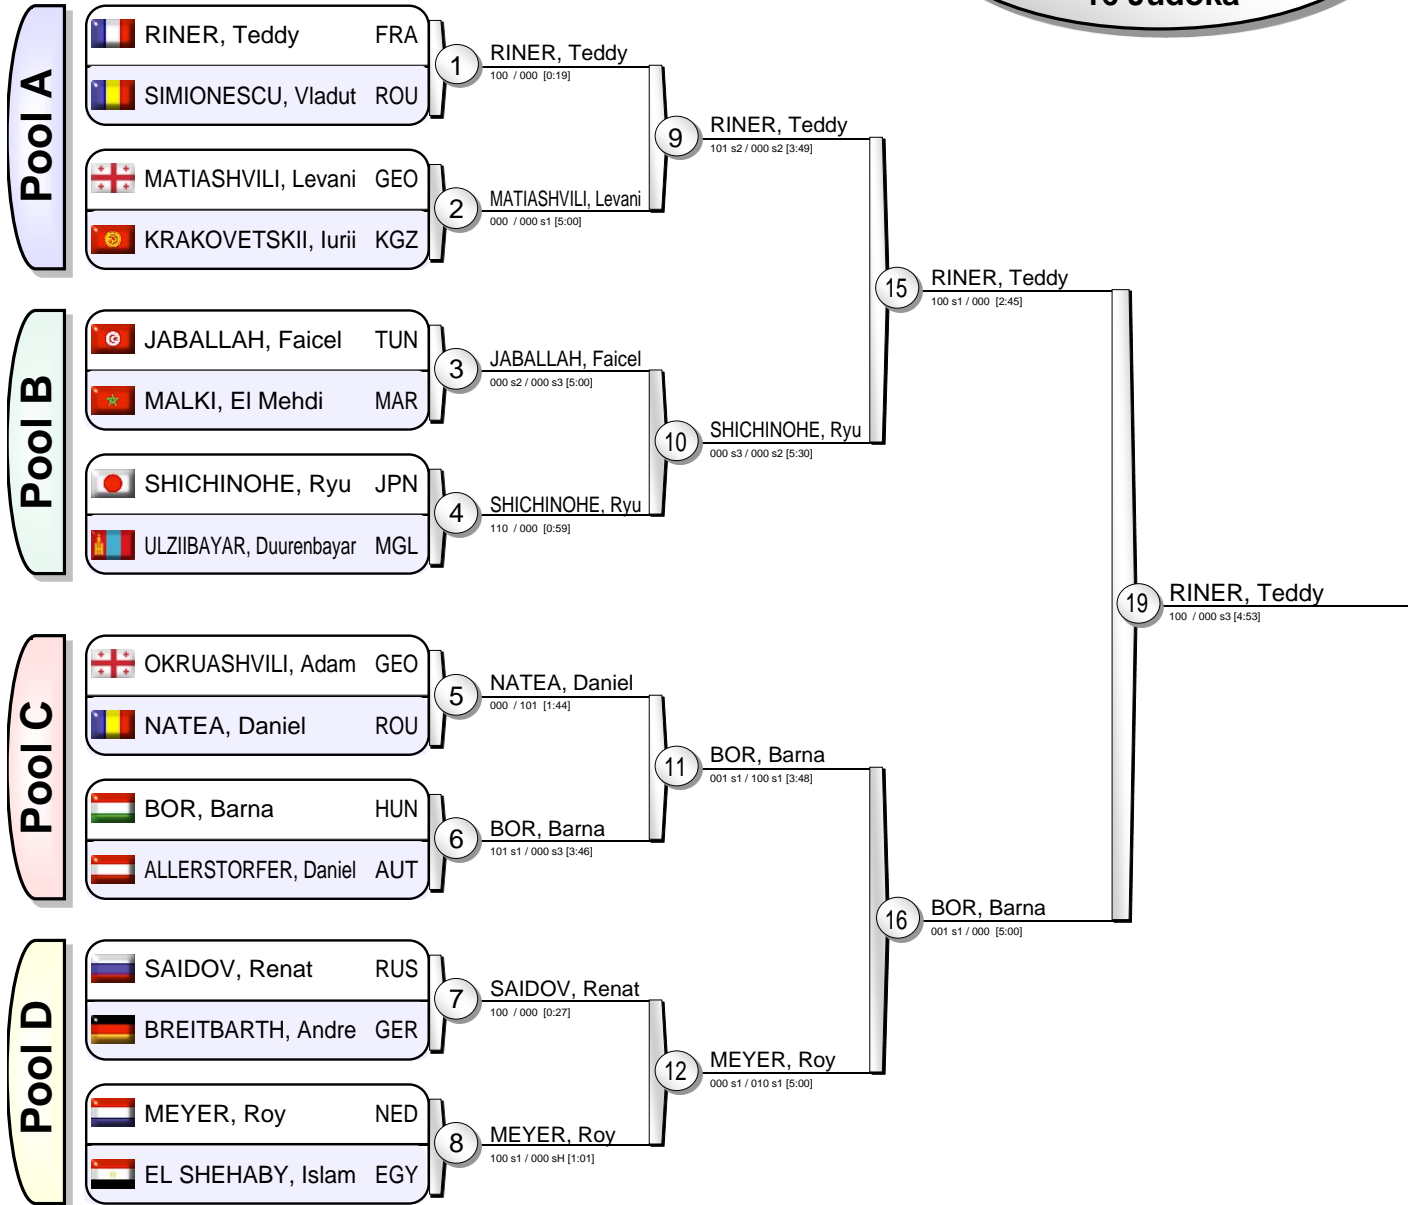 16 Judoka
Pool A
RINER, Teddy FRA
SIMIONESCU, Vladut ROU
1
RINER, Teddy
100 / 000 [0:19]
MATIASHVILI, Levani GEO
KRAKOVETSKII, Iurii KGZ
2
MATIASHVILI, Levani
000 / 000 s1 [5:00]
9
RINER, Teddy
101 s2 / 000 s2 [3:49]
Pool B
JABALLAH, Faicel TUN
MALKI, El Mehdi MAR
3
JABALLAH, Faicel
000 s2 / 000 s3 [5:00]
SHICHINOHE, Ryu JPN
ULZIIBAYAR, Duurenbayar MGL
4
SHICHINOHE, Ryu
110 / 000 [0:59]
10
SHICHINOHE, Ryu
000 s3 / 000 s2 [5:30]
15
RINER, Teddy
100 s1 / 000 [2:45]
Pool C
OKRUASHVILI, Adam GEO
NATEA, Daniel ROU
5
NATEA, Daniel
000 / 101 [1:44]
BOR, Barna HUN
ALLERSTORFER, Daniel AUT
6
BOR, Barna
101 s1 / 000 s3 [3:46]
11
BOR, Barna
001 s1 / 100 s1 [3:48]
Pool D
SAIDOV, Renat RUS
BREITBARTH, Andre GER
7
SAIDOV, Renat
100 / 000 [0:27]
MEYER, Roy NED
EL SHEHABY, Islam EGY
8
MEYER, Roy
100 s1 / 000 sH [1:01]
12
MEYER, Roy
000 s1 / 010 s1 [5:00]
16
BOR, Barna
001 s1 / 000 [5:00]
19
RINER, Teddy
100 / 000 s3 [4:53]